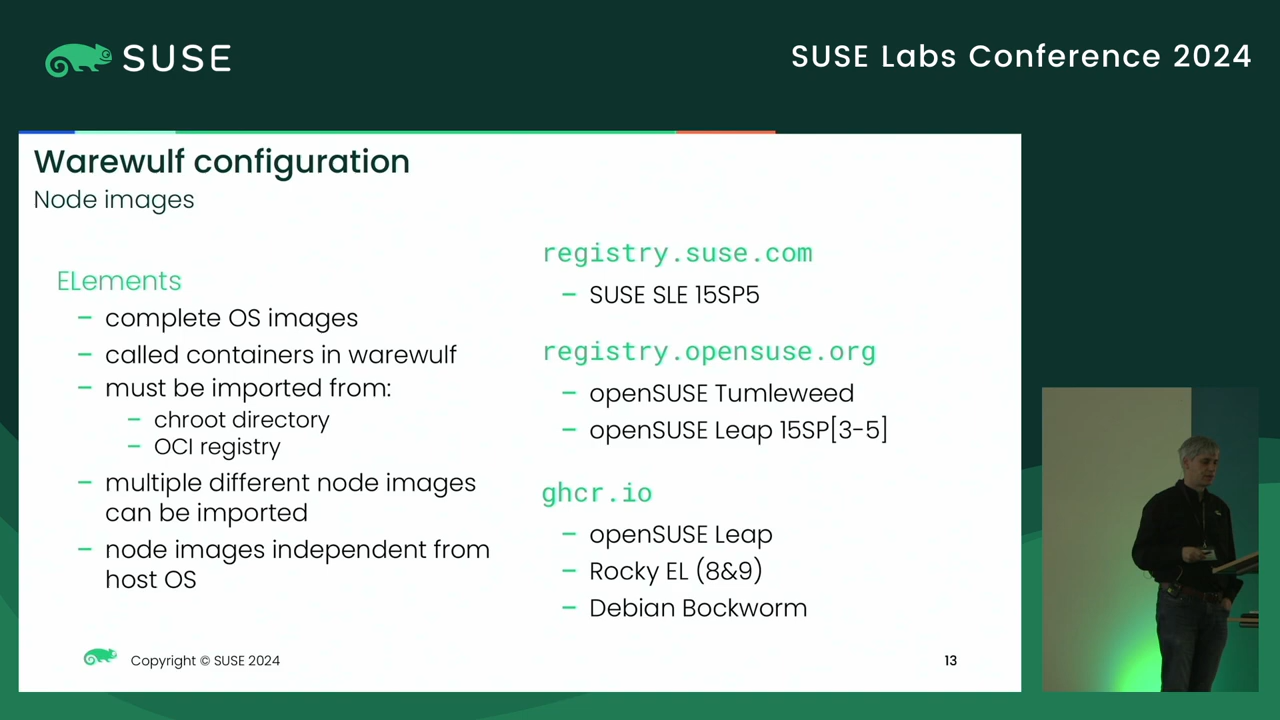 SUSE
SUSE Labs Conference 2024
Warewulf configuration
Node images
ELements
– complete OS images
– called containers in warewulf
– must be imported from:
– chroot directory
– OCI registry
– multiple different node images
can be imported
– node images independent from
host OS
registry.suse.com
– SUSE SLE 15SP5
registry.opensuse.org
– openSUSE Tumleweed
– openSUSE Leap 15SP[3-5]
ghcr.io
– openSUSE Leap
– Rocky EL (8&9)
– Debian Bockworm
Copyright © SUSE 2024
13